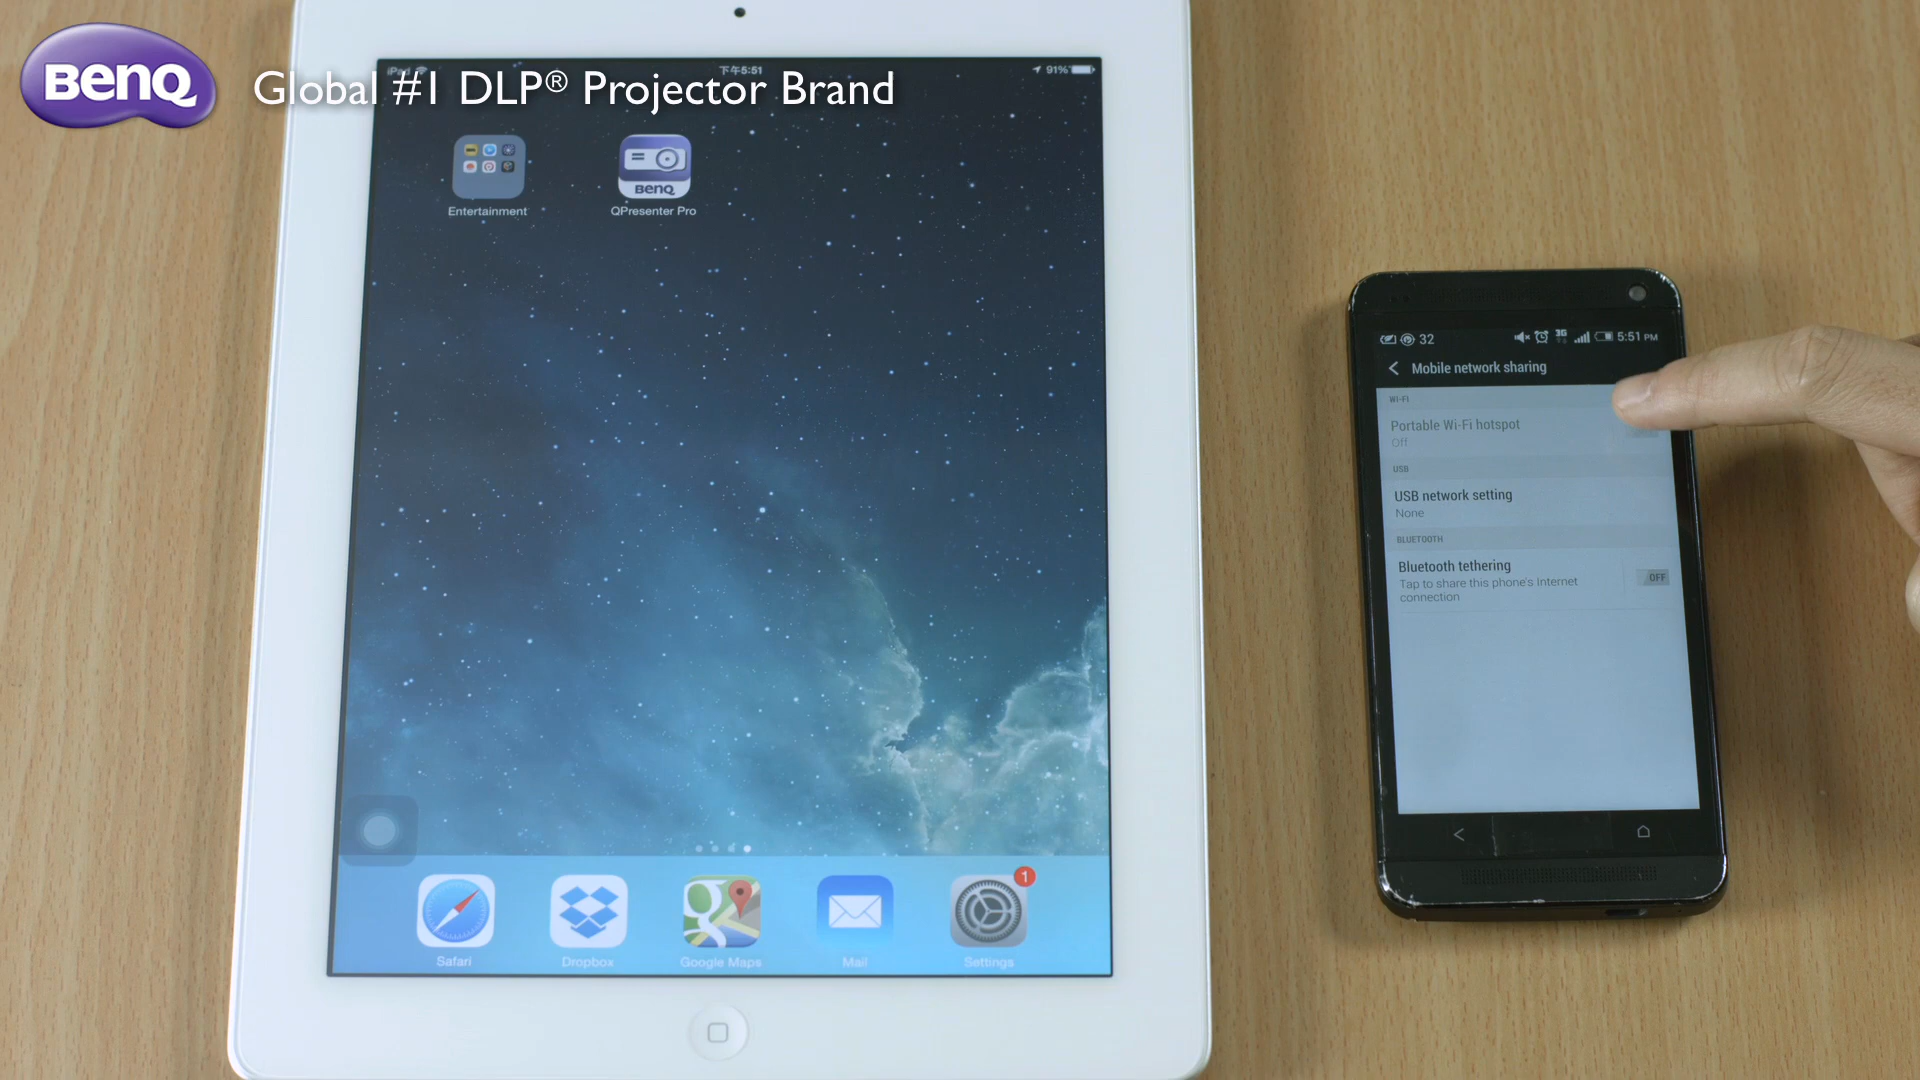 BenQ
Global #1 DLP® Projector Brand
iPad
下午5:51
91%
Entertainment
BenQ
QPresenter Pro
1
Safari
Dropbox
Google Maps
Mail
Settings
32
3G
5:51 PM
Mobile network sharing
WI-FI
Portable Wi-Fi hotspot
Off
USB
USB network setting
None
BLUETOOTH
Bluetooth tethering
OFF
Tap to share this phone's Internet
connection